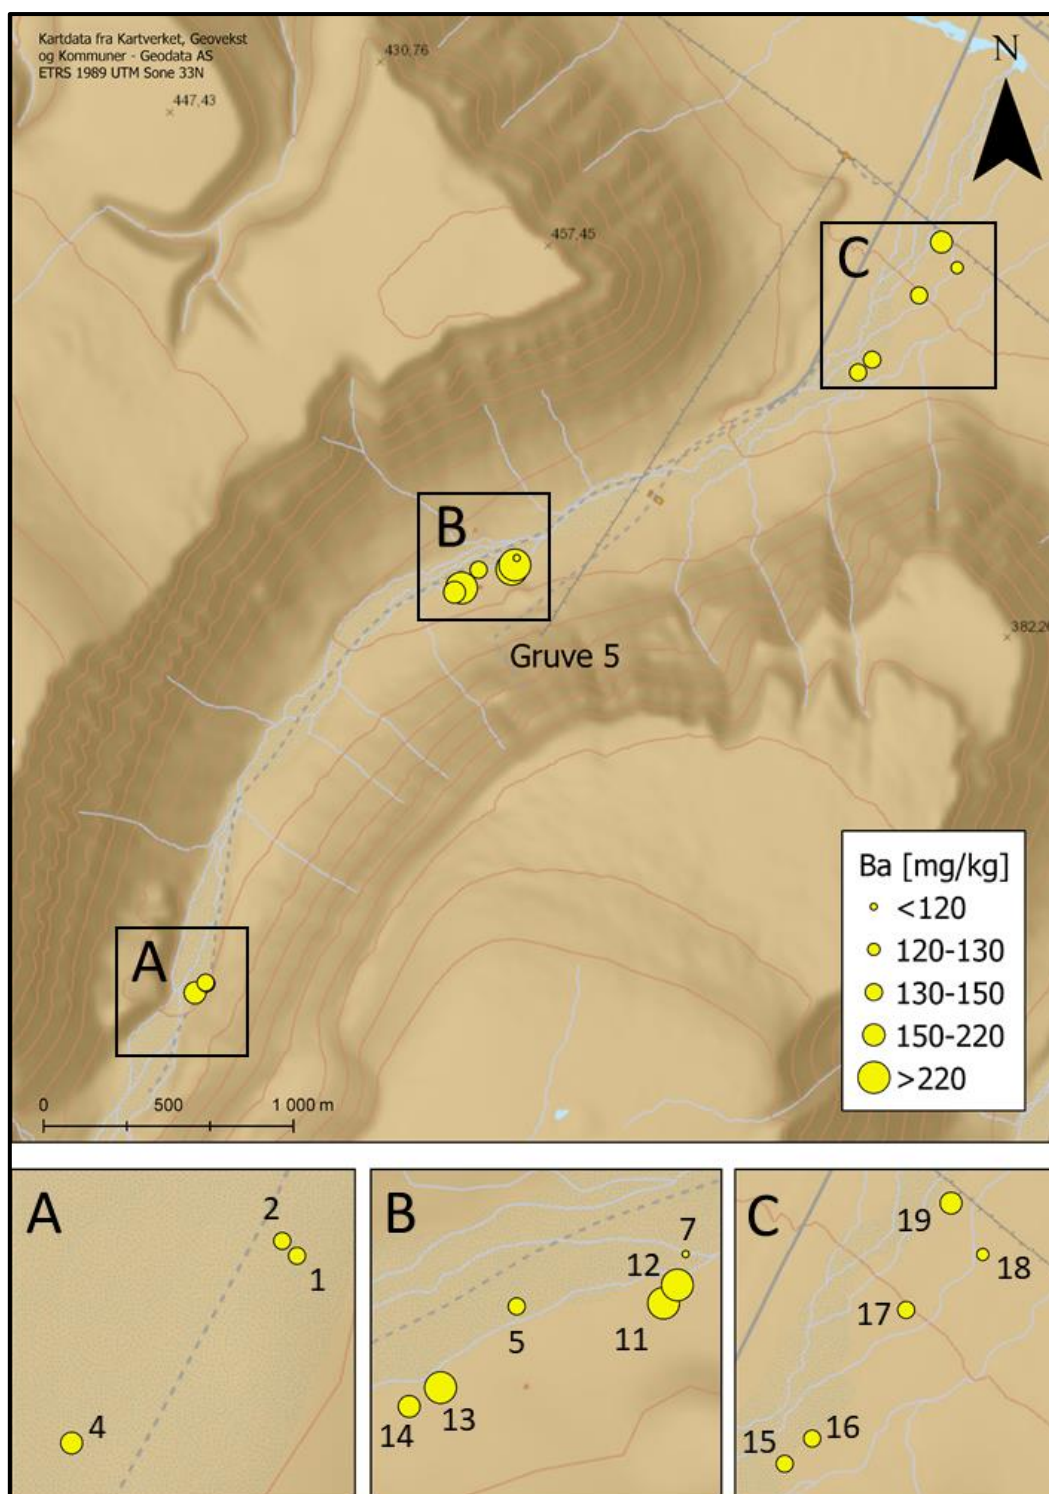 Kartdata fra Kartverket, Geovekst
og Kommuner - Geodata AS
ETRS 1989 UTM Sone 33N
430,76
447,43
N
457,45
C
B
382,26
Gruve 5
A
Ba [mg/kg]
<120
120-130
130-150
150-220
>220
0 500 1 000 m
A
2
1
4
B
7
12
5
11
13
14
C
19
18
17
16
15